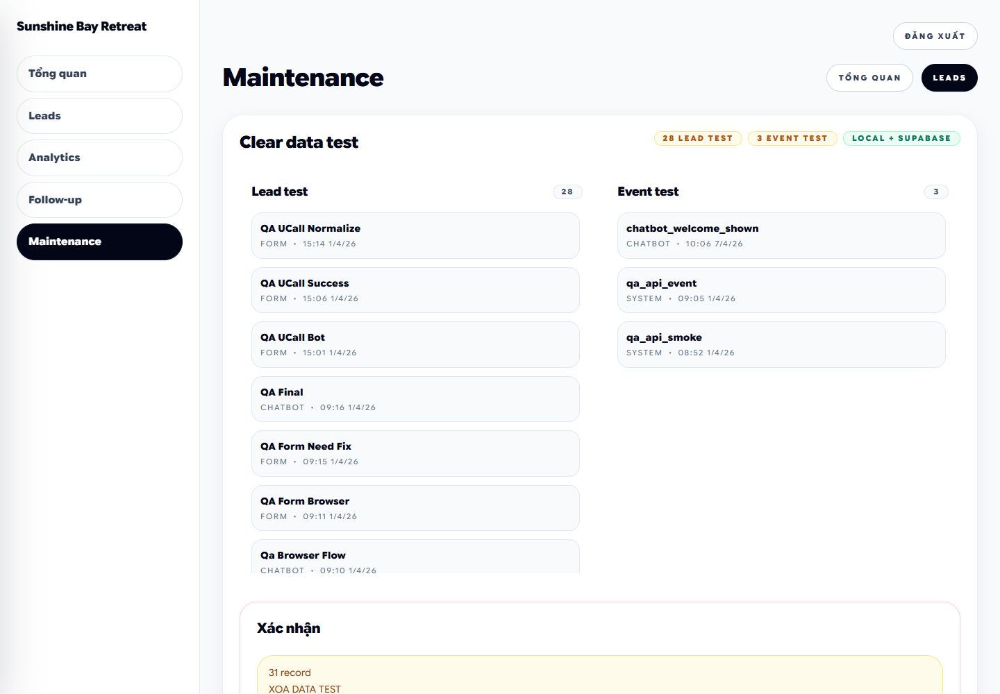 Sunshine Bay Retreat
Tổng quan
Leads
Analytics
Follow-up
Maintenance
ĐĂNG XUẤT
Maintenance
TỔNG QUAN
LEADS
Clear data test
28 LEAD TEST
3 EVENT TEST
LOCAL + SUPABASE
Lead test
28
QA UCall Normalize
FORM • 15:14 1/4/26
QA UCall Success
FORM • 15:06 1/4/26
QA UCall Bot
FORM • 15:01 1/4/26
QA Final
CHATBOT • 09:16 1/4/26
QA Form Need Fix
FORM • 09:15 1/4/26
QA Form Browser
FORM • 09:11 1/4/26
Qa Browser Flow
CHATBOT • 09:10 1/4/26
Event test
3
chatbot_welcome_shown
CHATBOT • 10:06 7/4/26
qa_api_event
SYSTEM • 09:05 1/4/26
qa_api_smoke
SYSTEM • 08:52 1/4/26
Xác nhận
31 record
XOA DATA TEST